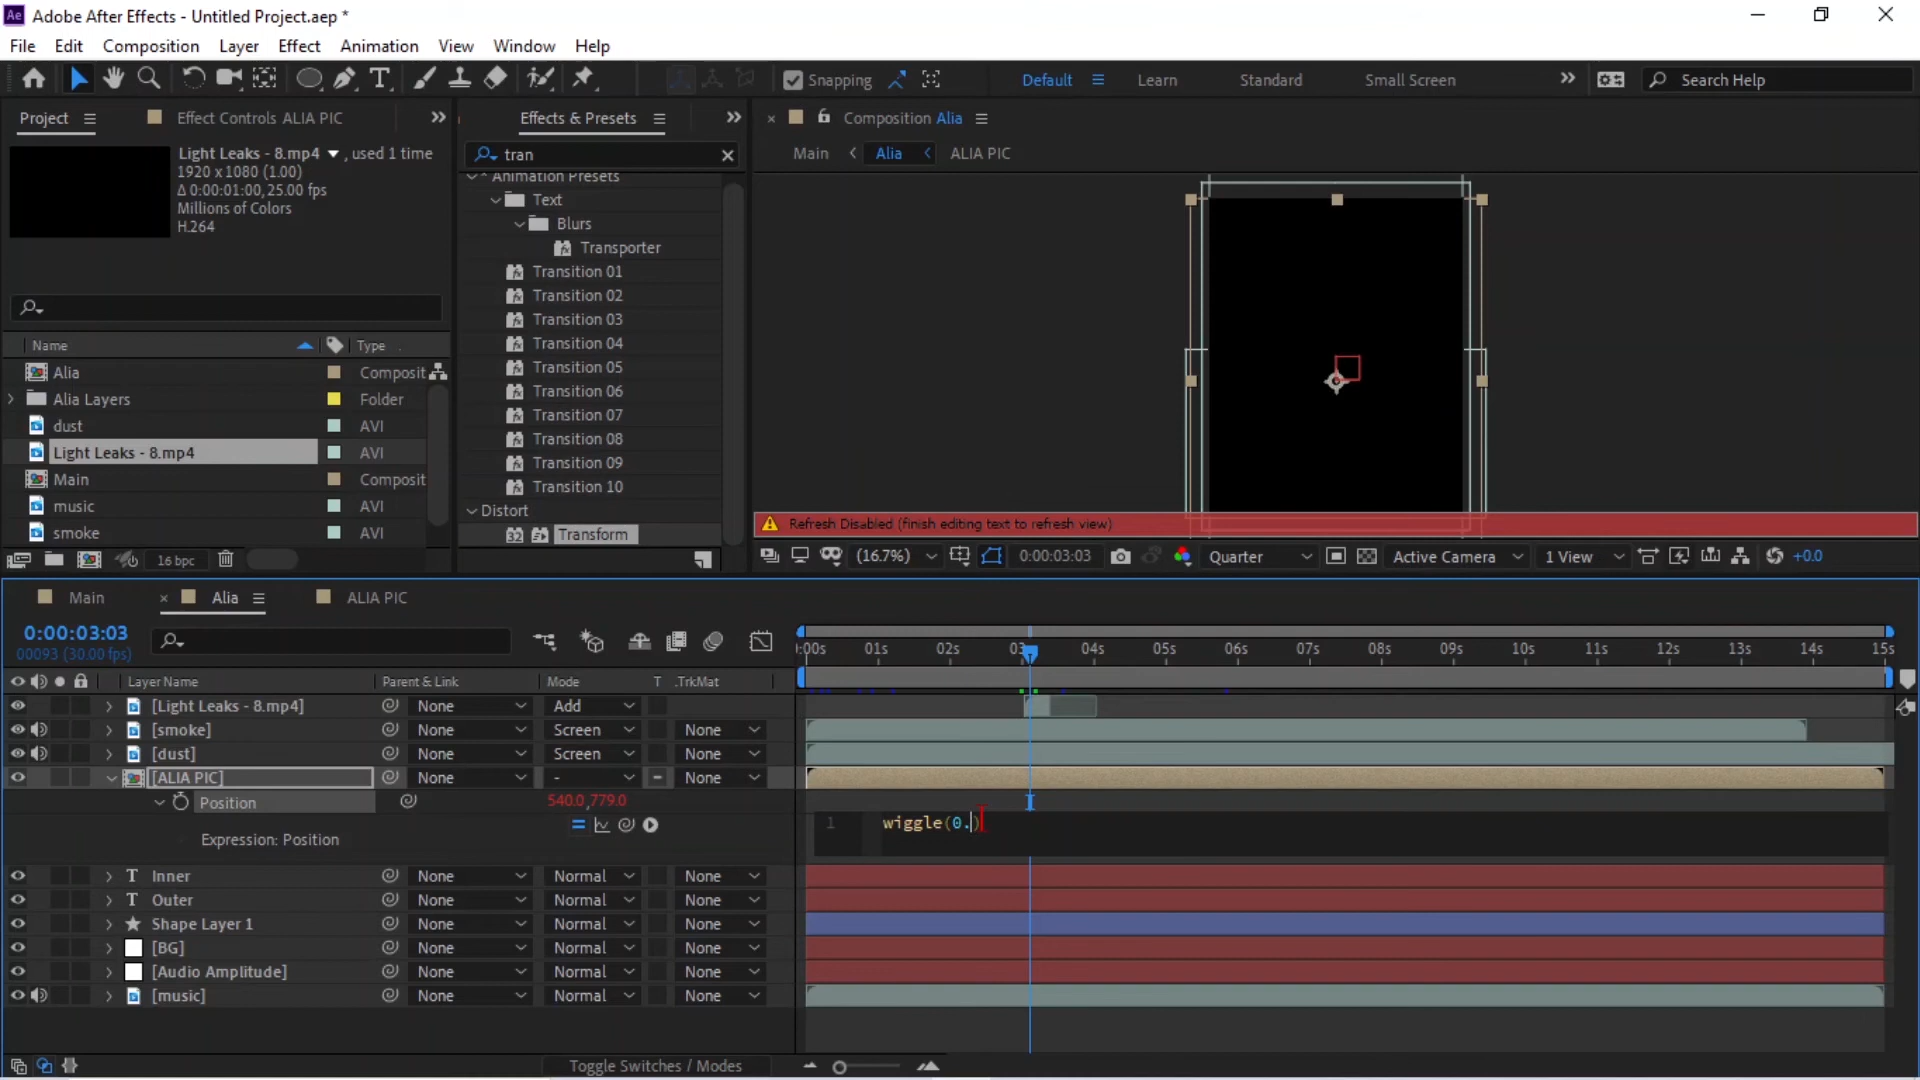 Ae Adobe After Effects - Untitled Project.aep *
File Edit Composition Layer Effect Animation View Window Help
Snapping Default Learn Standard Small Screen Search Help
Project Effect Controls ALIA PIC
Light Leaks - 8.mp4 , used 1 time
1920 x 1080 (1.00)
Δ 0:00:01:00, 25.00 fps
Millions of Colors
H.264
Name Type
Alia Composit
Alia Layers Folder
dust AVI
Light Leaks - 8.mp4 AVI
Main Composit
music AVI
smoke AVI
16 bpc
Effects & Presets
tran
* Animation Presets
Text
Blurs
Transporter
Transition 01
Transition 02
Transition 03
Transition 04
Transition 05
Transition 06
Transition 07
Transition 08
Transition 09
Transition 10
Distort
32 Transform
Composition Alia
Main Alia ALIA PIC
Refresh Disabled (finish editing text to refresh view)
(16.7%) 0:00:03:03 Quarter Active Camera 1 View +0.0
Main Alia ALIA PIC
0:00:03:03
00093 (30.00 fps)
:00s 01s 02s 03 04s 05s 06s 07s 08s 09s 10s 11s 12s 13s 14s 15s
Layer Name Parent & Link Mode T .TrkMat
[Light Leaks - 8.mp4] None Add
[smoke] None Screen None
[dust] None Screen None
[ALIA PIC] None - None
Position 540.0,779.0
1 wiggle(0.)
Expression: Position
T Inner None Normal None
T Outer None Normal None
Shape Layer 1 None Normal None
[BG] None Normal None
[Audio Amplitude] None Normal None
[music] None Normal None
Toggle Switches / Modes